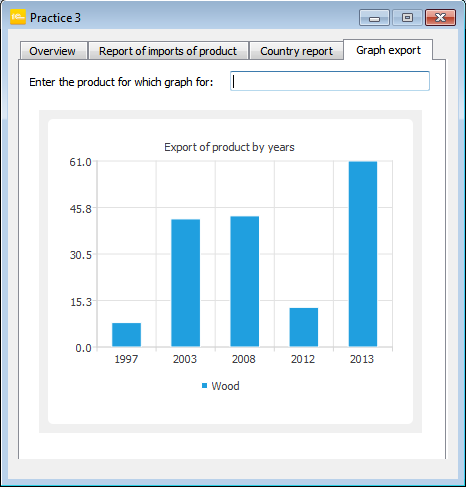 Practice 3
Overview
Report of imports of product
Country report
Graph export
Enter the product for which graph for:
Export of product by years
61.0
45.8
30.5
15.3
0.0
1997 2003 2008 2012 2013
Wood